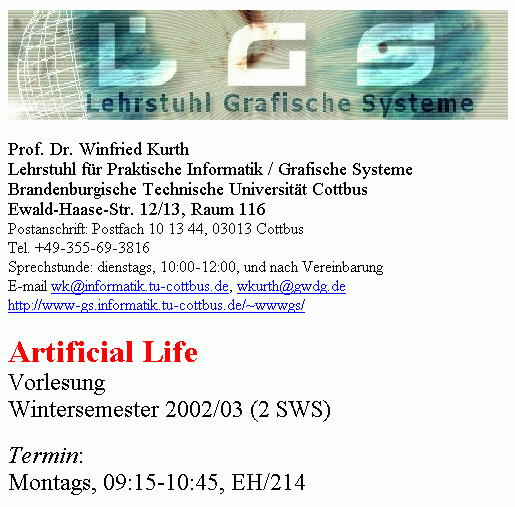 LGS
Lehrstuhl Grafische Systeme
Prof. Dr. Winfried Kurth
Lehrstuhl für Praktische Informatik / Grafische Systeme
Brandenburgische Technische Universität Cottbus
Ewald-Haase-Str. 12/13, Raum 116
Postanschrift: Postfach 10 13 44, 03013 Cottbus
Tel. +49-355-69-3816
Sprechstunde: dienstags, 10:00-12:00, und nach Vereinbarung
E-mail wk@informatik.tu-cottbus.de, wkurth@gwdg.de
http://www-gs.informatik.tu-cottbus.de/~wwwgs/
Artificial Life
Vorlesung
Wintersemester 2002/03 (2 SWS)
Termin:
Montags, 09:15-10:45, EH/214